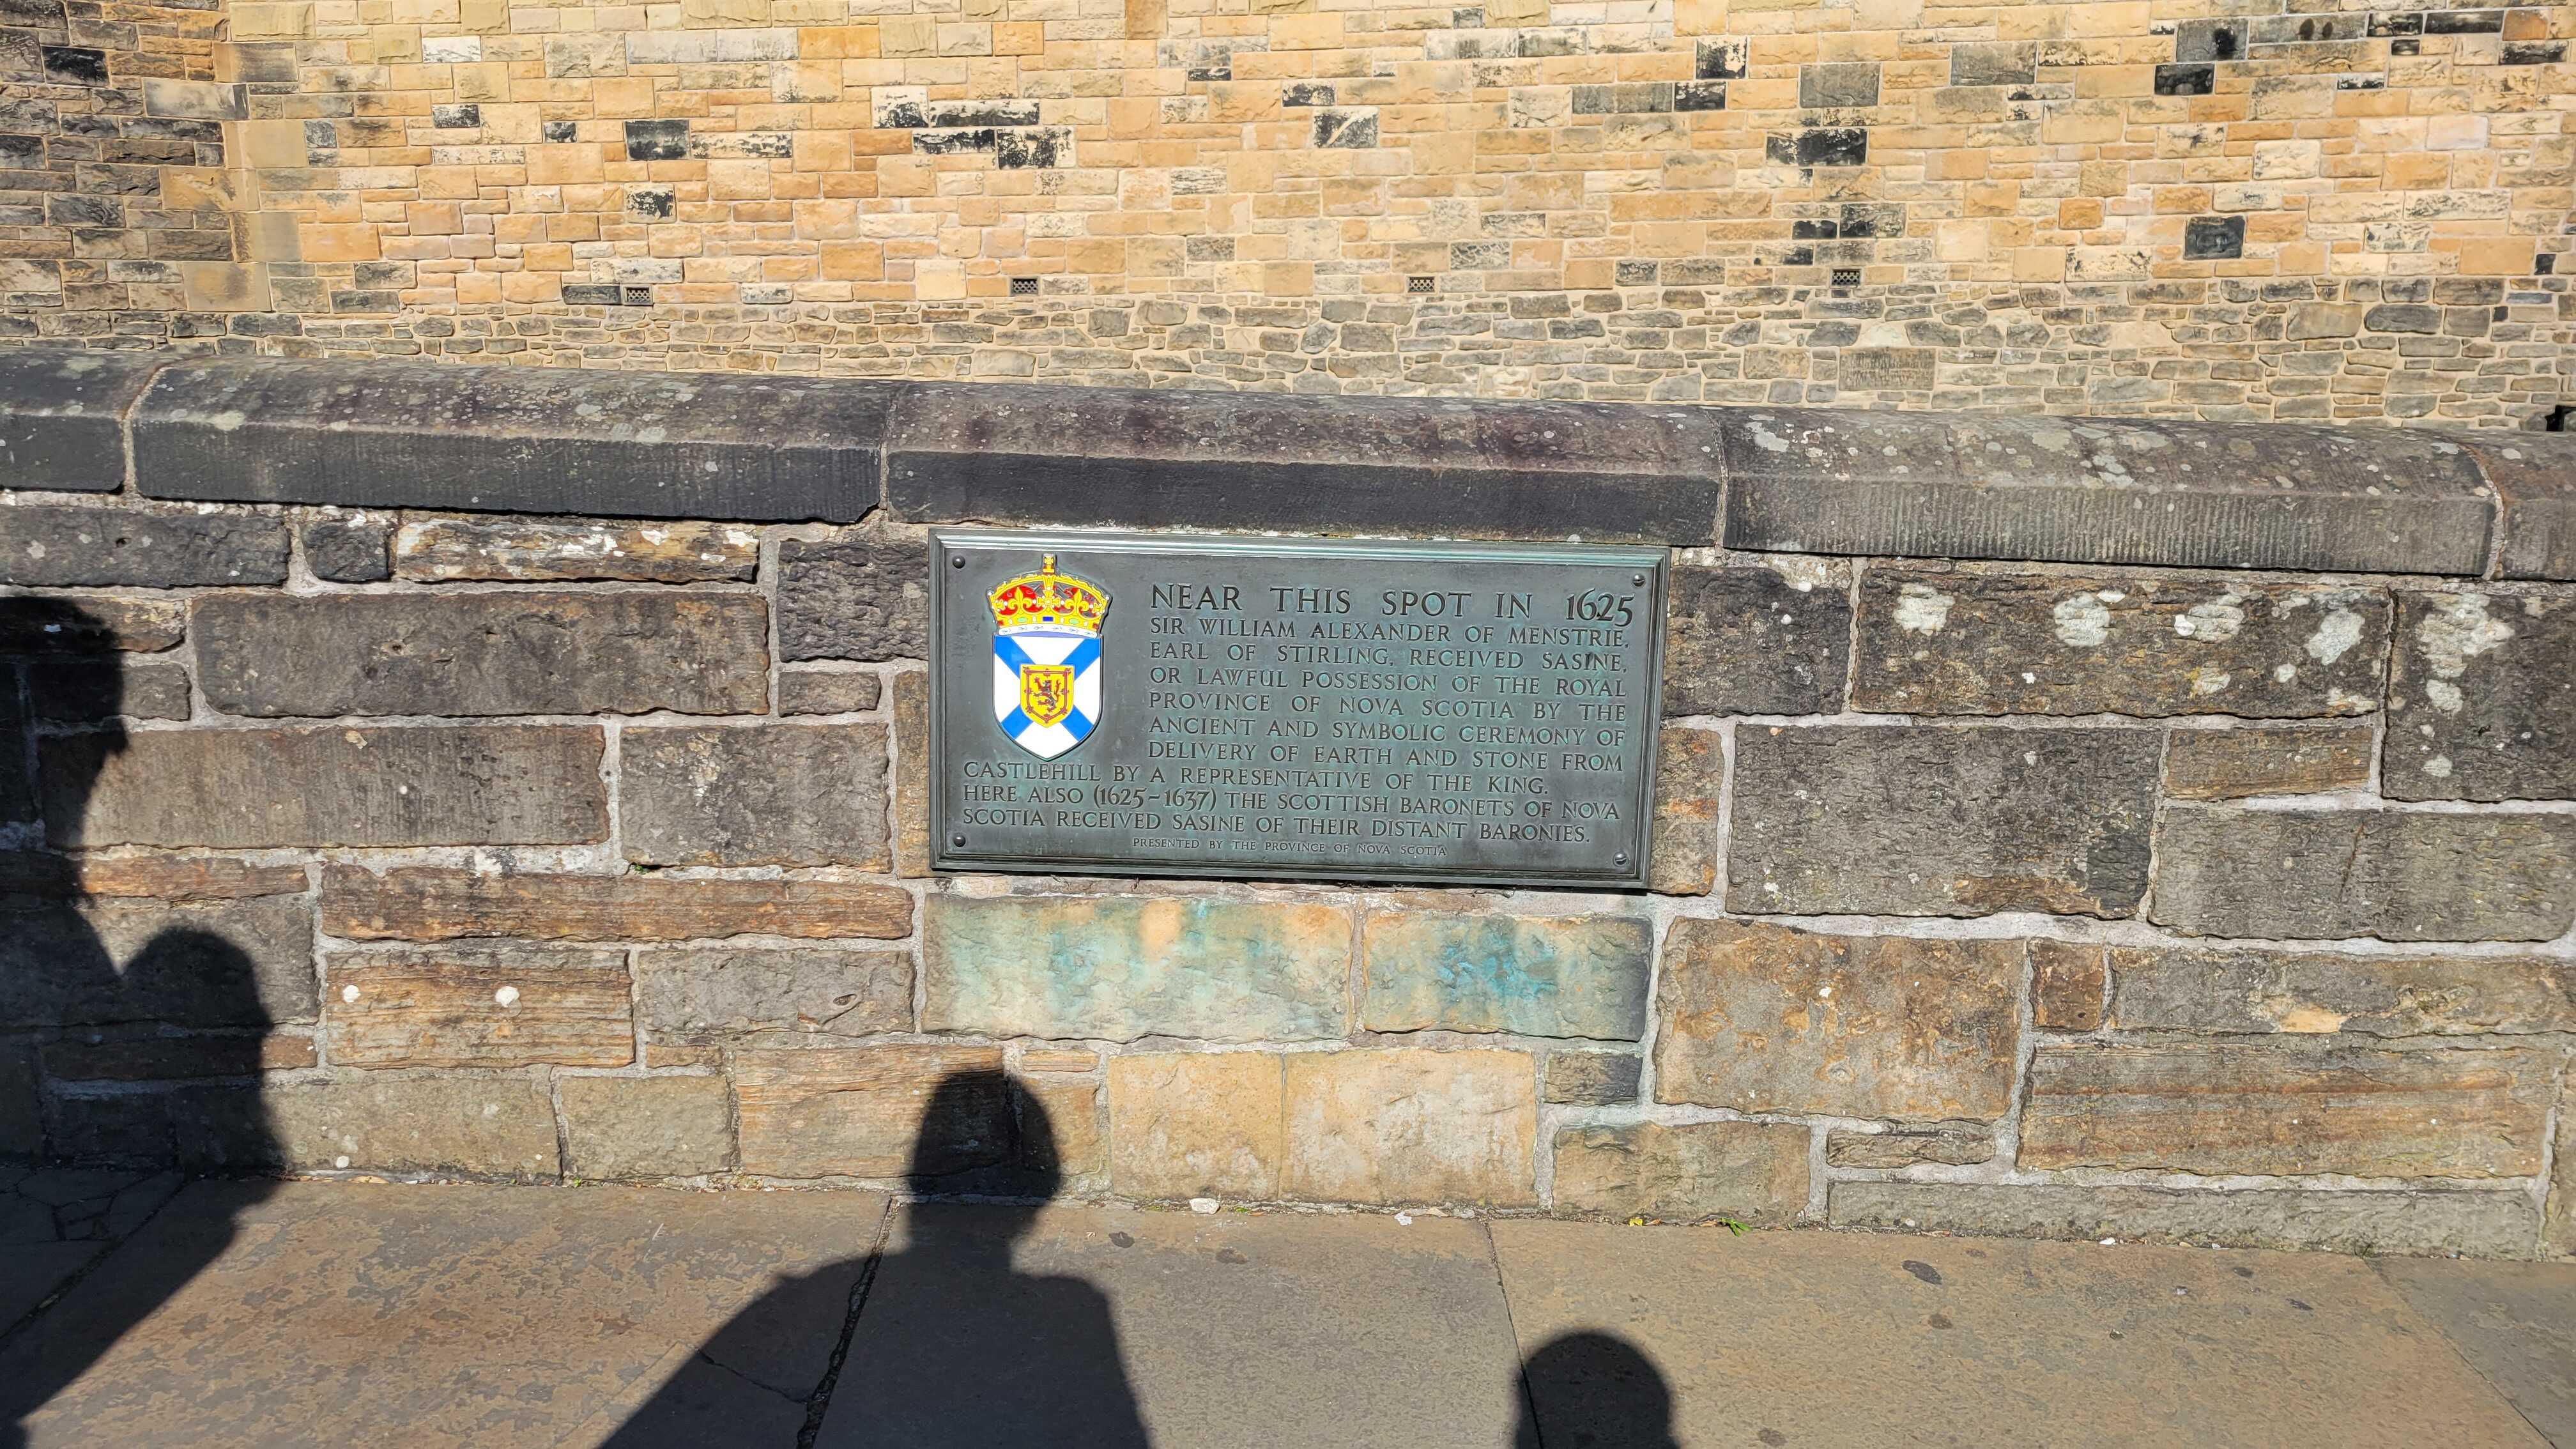 NEAR THIS SPOT IN 1625
SIR WILLIAM ALEXANDER OF MENSTRIE,
EARL OF STIRLING, RECEIVED SASINE,
OR LAWFUL POSSESSION OF THE ROYAL
PROVINCE OF NOVA SCOTIA BY THE
ANCIENT AND SYMBOLIC CEREMONY OF
DELIVERY OF EARTH AND STONE FROM
CASTLEHILL BY A REPRESENTATIVE OF THE KING.
HERE ALSO (1625-1637) THE SCOTTISH BARONETS OF NOVA
SCOTIA RECEIVED SASINE OF THEIR DISTANT BARONIES.
PRESENTED BY THE PROVINCE OF NOVA SCOTIA